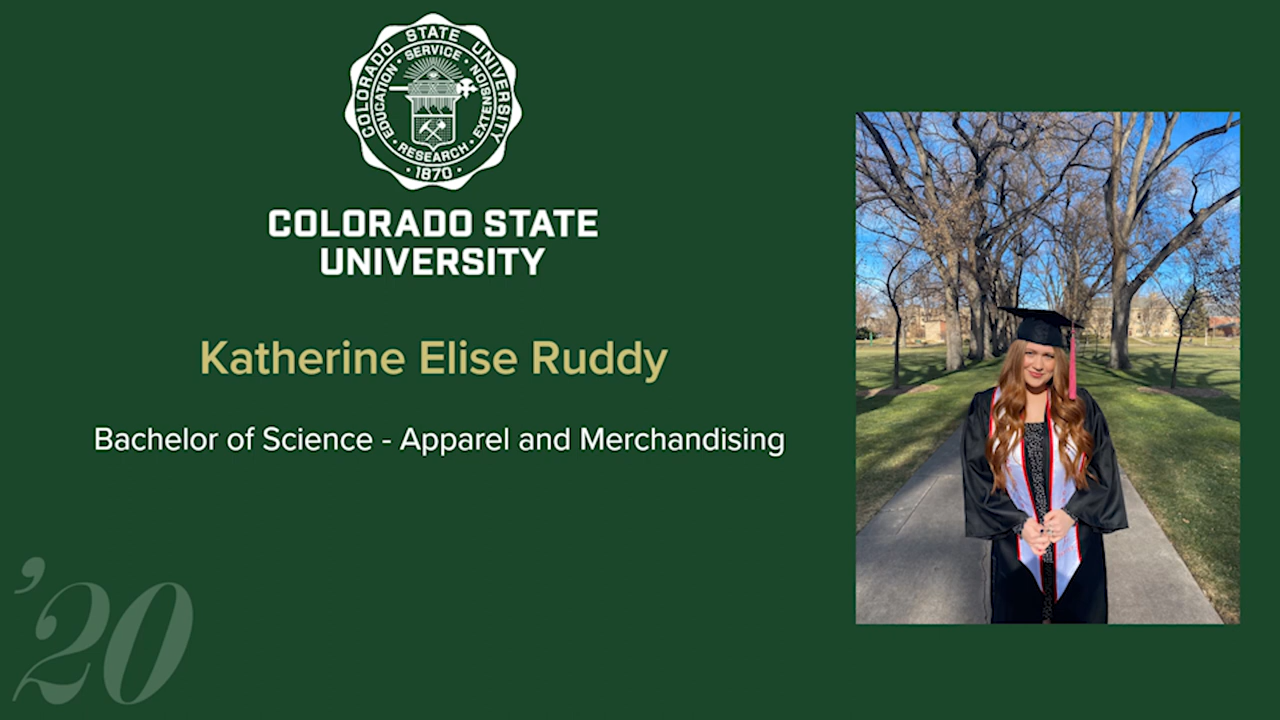 COLORADO STATE UNIVERSITY
EDUCATION • SERVICE • EXTENSION
• RESEARCH •
• 1870 •
COLORADO STATE
UNIVERSITY
Katherine Elise Ruddy
Bachelor of Science - Apparel and Merchandising
’20